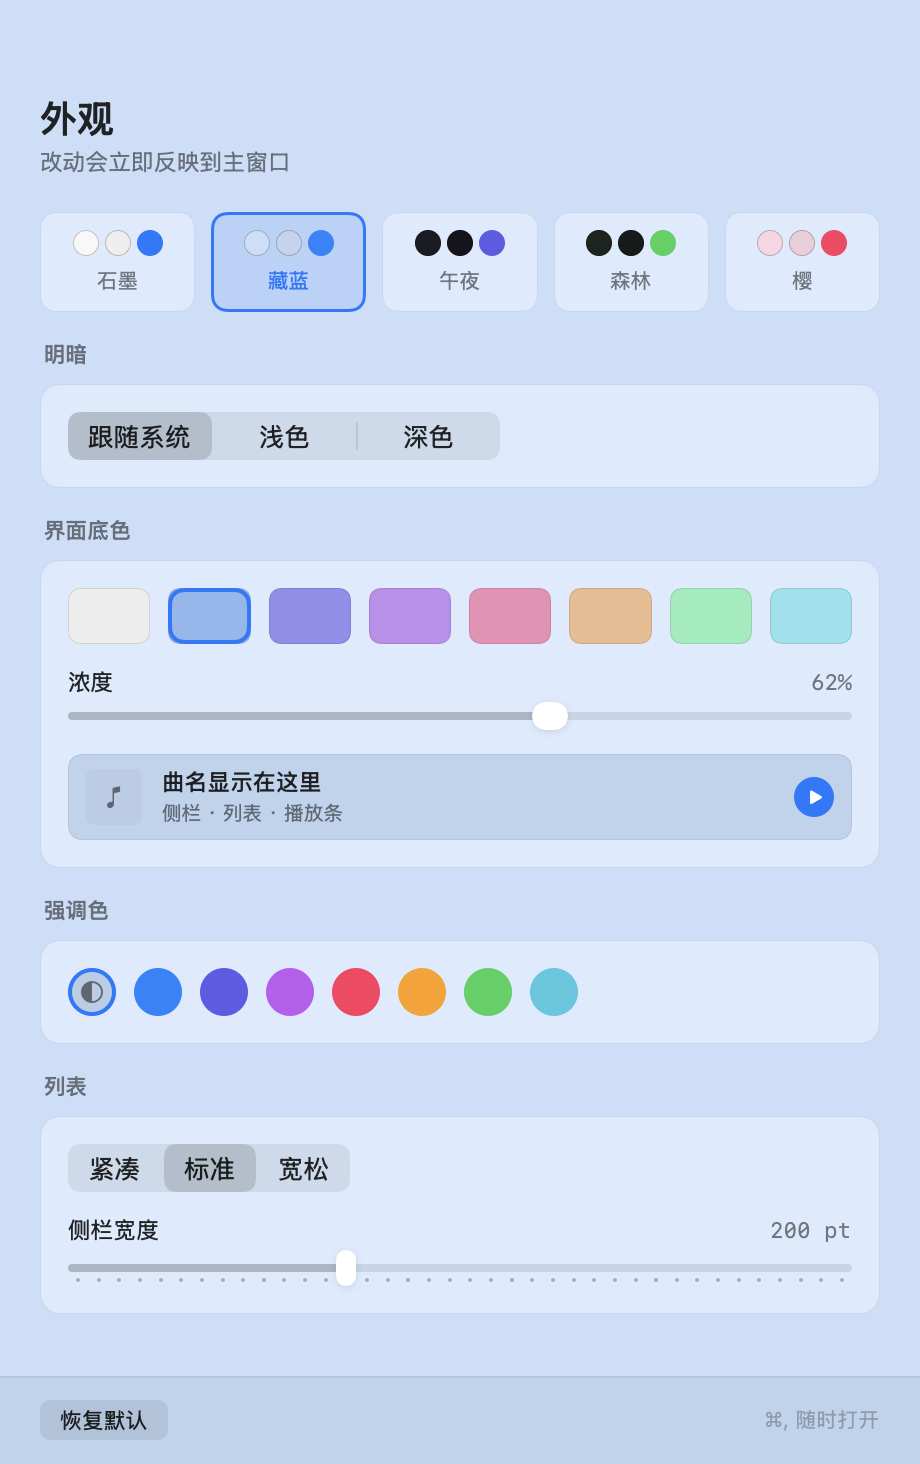 外观
改动会立即反映到主窗口
石墨 藏蓝 午夜 森林 樱
明暗
跟随系统 浅色 深色
界面底色
浓度 62%
曲名显示在这里
侧栏 · 列表 · 播放条
强调色
列表
紧凑 标准 宽松
侧栏宽度 200 pt
恢复默认 ⌘, 随时打开